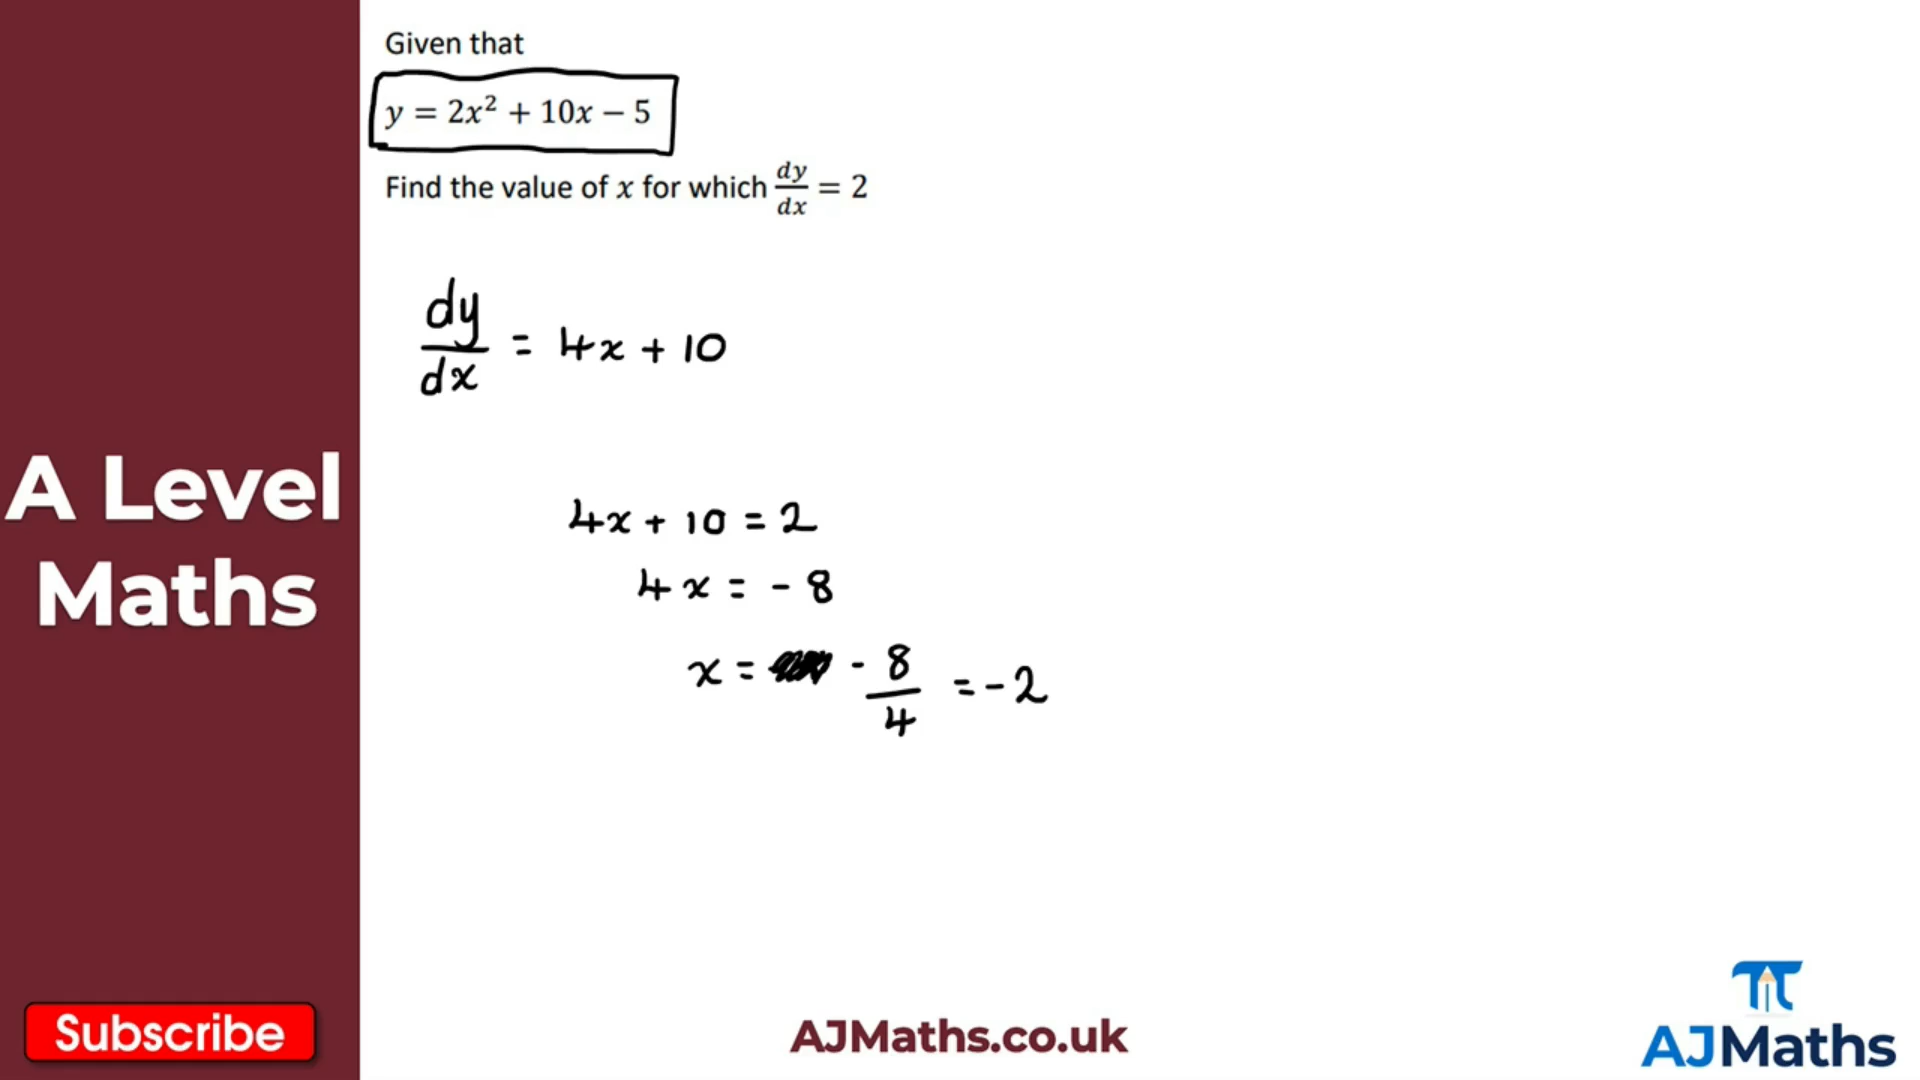 Given that
y = 2x² + 10x − 5
Find the value of x for which dy/dx = 2
dy/dx = 4x + 10
4x + 10 = 2
4x = - 8
x = - 8/4 = - 2
A Level
Maths
Subscribe
AJMaths.co.uk
AJMaths